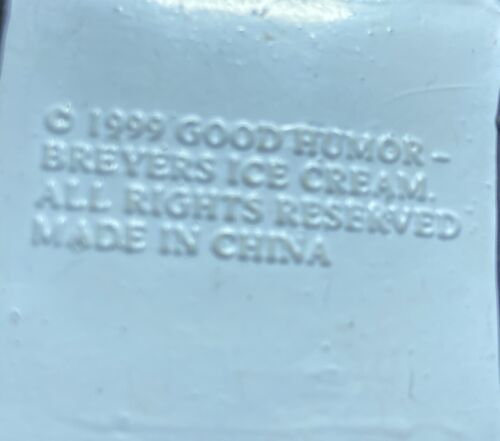 © 1999 GOOD HUMOR –
BREYERS ICE CREAM.
ALL RIGHTS RESERVED
MADE IN CHINA